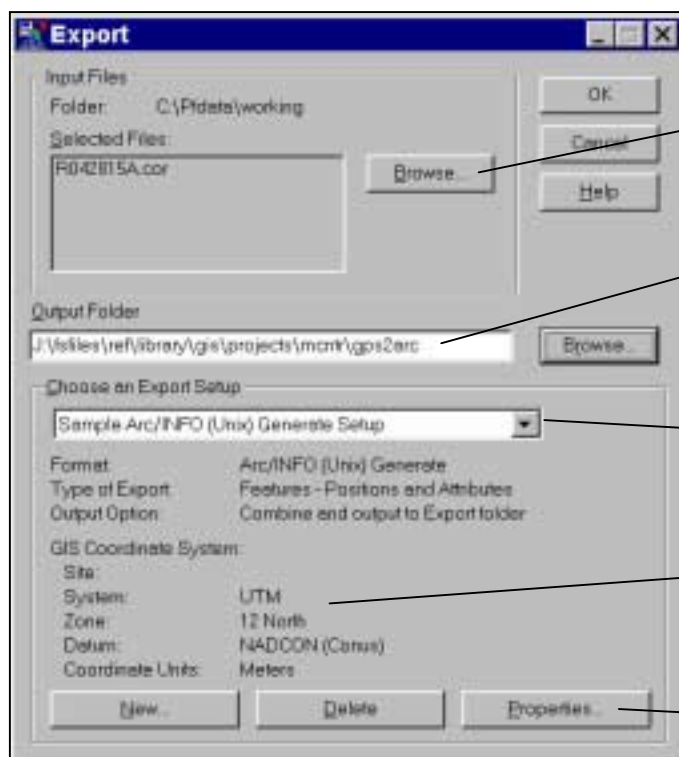 Export
Input Files
Folder: C:\Pfdata\working
Selected Files:
R042815A.cor
Browse...
OK
Cancel
Help
Output Folder
J:\fsfiles\ref\library\gis\projects\mcntr\gps2arc
Browse...
Choose an Export Setup
Sample Arc/INFO (Unix) Generate Setup
Format: Arc/INFO (Unix) Generate
Type of Export: Features - Positions and Attributes
Output Option: Combine and output to Export folder
GIS Coordinate System:
Site:
System: UTM
Zone: 12 North
Datum: NADCON (Conus)
Coordinate Units: Meters
New...
Delete
Properties...